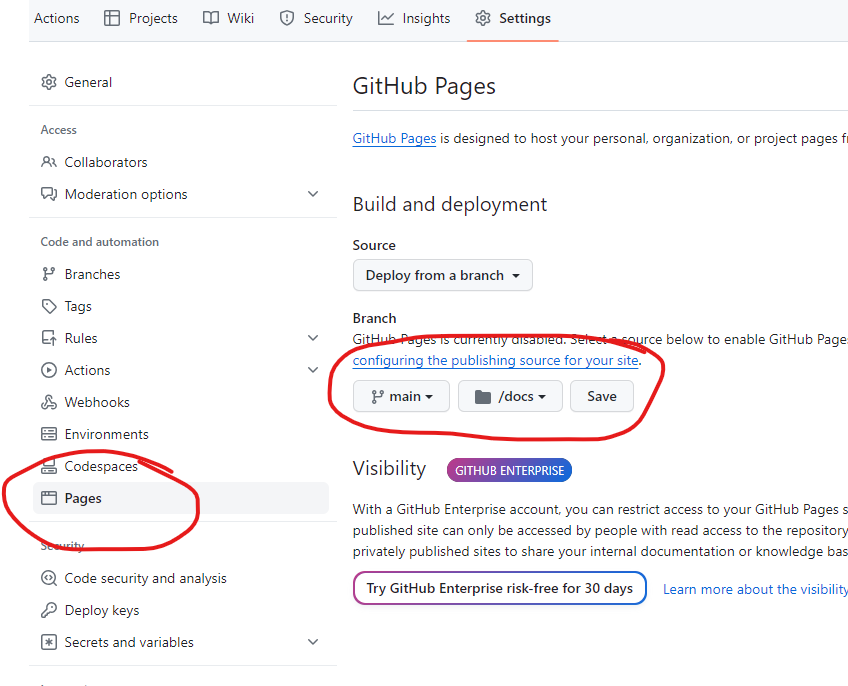 Actions Projects Wiki Security Insights Settings
General
Access
Collaborators
Moderation options
Code and automation
Branches
Tags
Rules
Actions
Webhooks
Environments
Codespaces
Pages
Security
Code security and analysis
Deploy keys
Secrets and variables
GitHub Pages
GitHub Pages is designed to host your personal, organization, or project pages
Build and deployment
Source
Deploy from a branch
Branch
GitHub Pages is currently disabled. Select a source below to enable GitHub Pages
configuring the publishing source for your site.
main /docs Save
Visibility GITHUB ENTERPRISE
With a GitHub Enterprise account, you can restrict access to your GitHub Pages
published site can only be accessed by people with read access to the repository
privately published sites to share your internal documentation or knowledge
Try GitHub Enterprise risk-free for 30 days Learn more about the visibility